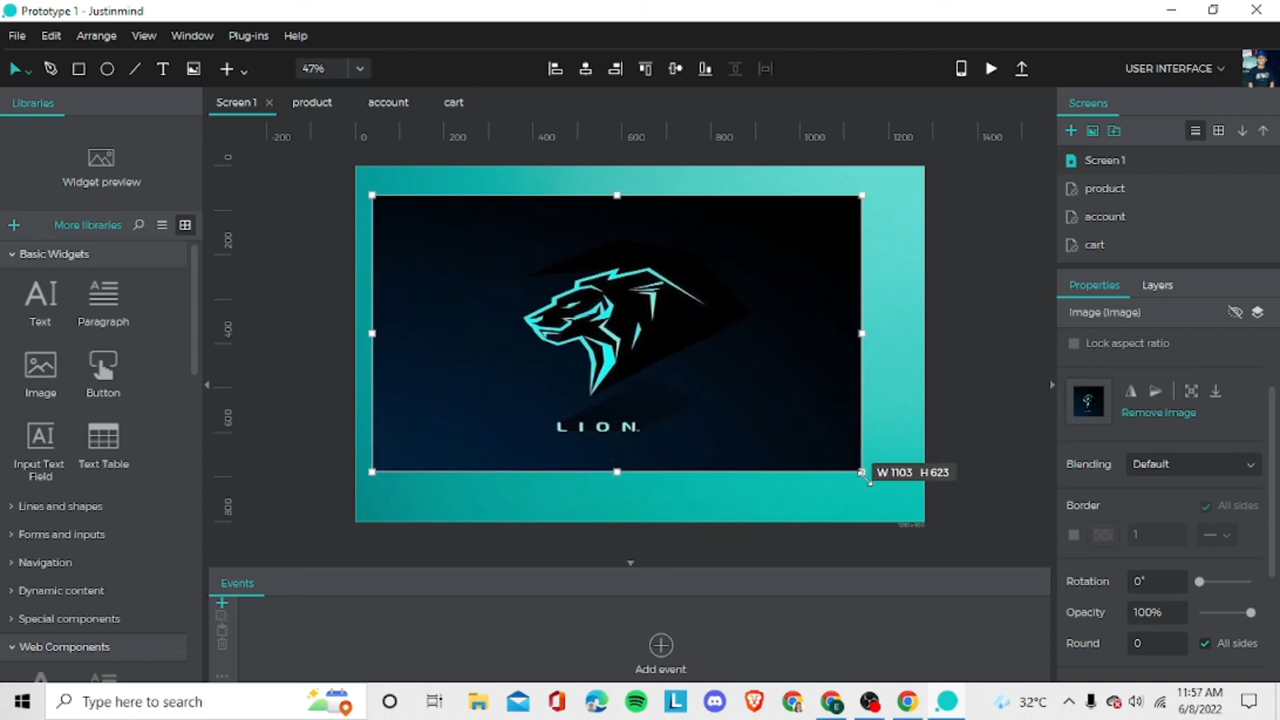 Prototype 1 - Justinmind
File Edit Arrange View Window Plug-ins Help
47% USER INTERFACE
Libraries Screen 1 product account cart Screens
-200 0 200 400 600 800 1000 1200 1400
0
200
400
600
800
Widget preview
More libraries
Basic Widgets
Text Paragraph
Image Button
Input Text Field Text Table
Lines and shapes
Forms and inputs
Navigation
Dynamic content
Special components
Web Components
LION
W 1103 H 623
Events
Add event
Screen 1
product
account
cart
Properties Layers
Image (Image)
Lock aspect ratio
Remove Image
Blending Default
Border All sides
1
Rotation 0°
Opacity 100%
Round 0 All sides
Type here to search
32°C
11:57 AM
6/8/2022